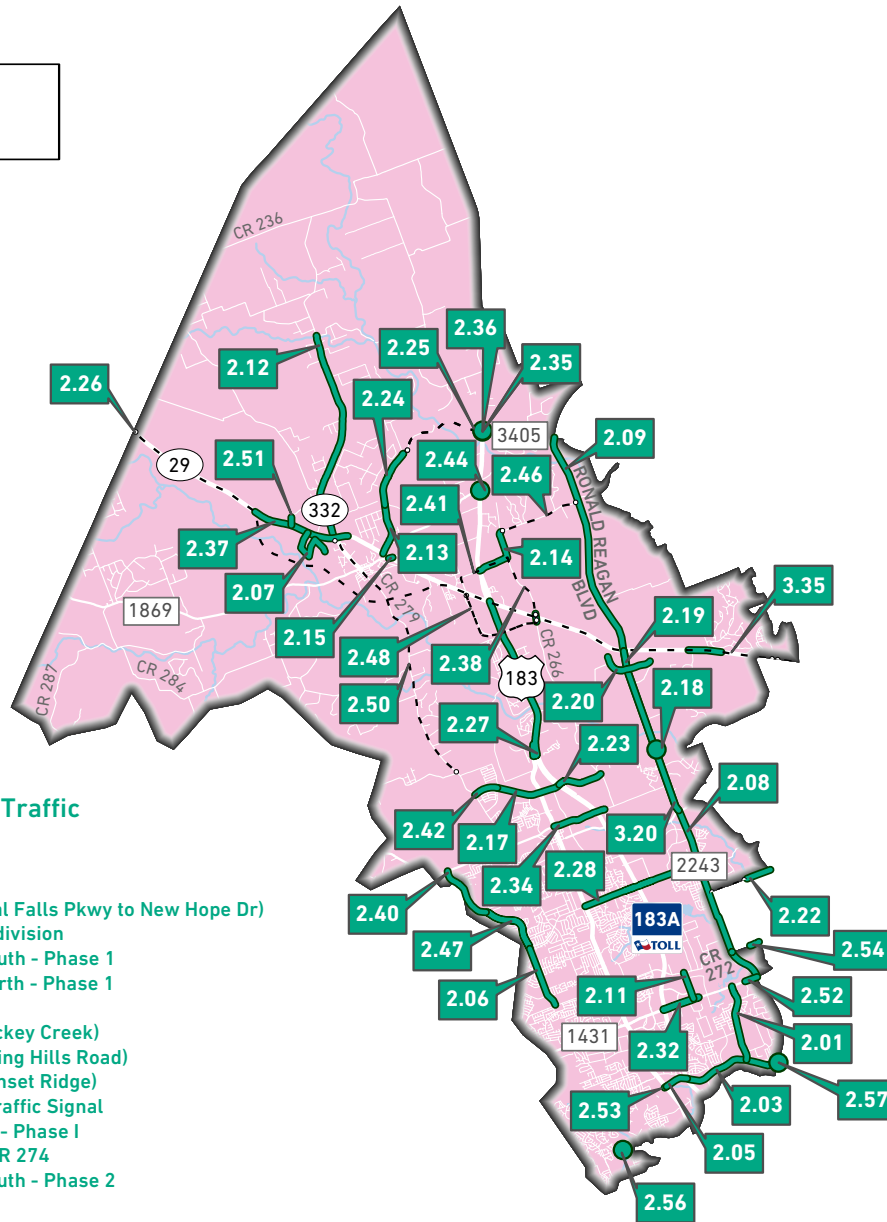 CR 236
2.36
2.25
2.35
2.12
2.26
2.24
3405
2.09
2.44
2.46
29
2.51
2.41
RONALD REAGAN
BLVD
332
2.37
2.13
2.14
2.07
CR 279
3.35
1869
2.15
2.19
2.48
2.38
CR 266
CR 284
CR 287
183
2.20
2.50
2.18
2.27
2.23
2.08
Traffic
2.42
2.17
3.20
2.34
2.28
2243
2.22
al Falls Pkwy to New Hope Dr)
2.40
183A
TOLL
division
2.47
2.54
uth - Phase 1
CR
272
rth - Phase 1
2.06
2.11
2.52
ckey Creek)
1431
2.32
2.01
ing Hills Road)
nset Ridge)
2.53
2.03
2.57
raffic Signal
- Phase I
2.05
R 274
uth - Phase 2
2.56